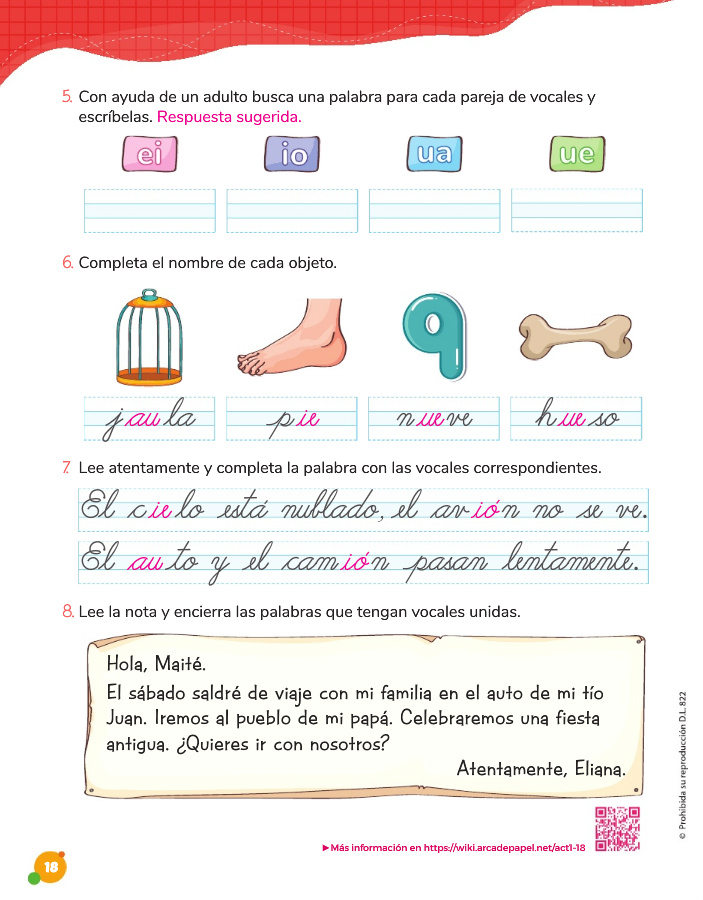 5. Con ayuda de un adulto busca una palabra para cada pareja de vocales y
escríbelas. Respuesta sugerida.
ei io ua ue
6. Completa el nombre de cada objeto.
9
jaula pie nueve hueso
7. Lee atentamente y completa la palabra con las vocales correspondientes.
El cielo está nublado, el avión no se ve.
El auto y el camión pasan lentamente.
8. Lee la nota y encierra las palabras que tengan vocales unidas.
Hola, Maité.
El sábado saldré de viaje con mi familia en el auto de mi tío
Juan. Iremos al pueblo de mi papá. Celebraremos una fiesta
antigua. ¿Quieres ir con nosotros?
Atentamente, Eliana.
© Prohibida su reproducción D.L. 822
►Más información en https://wiki.arcadepapel.net/act1-18
18